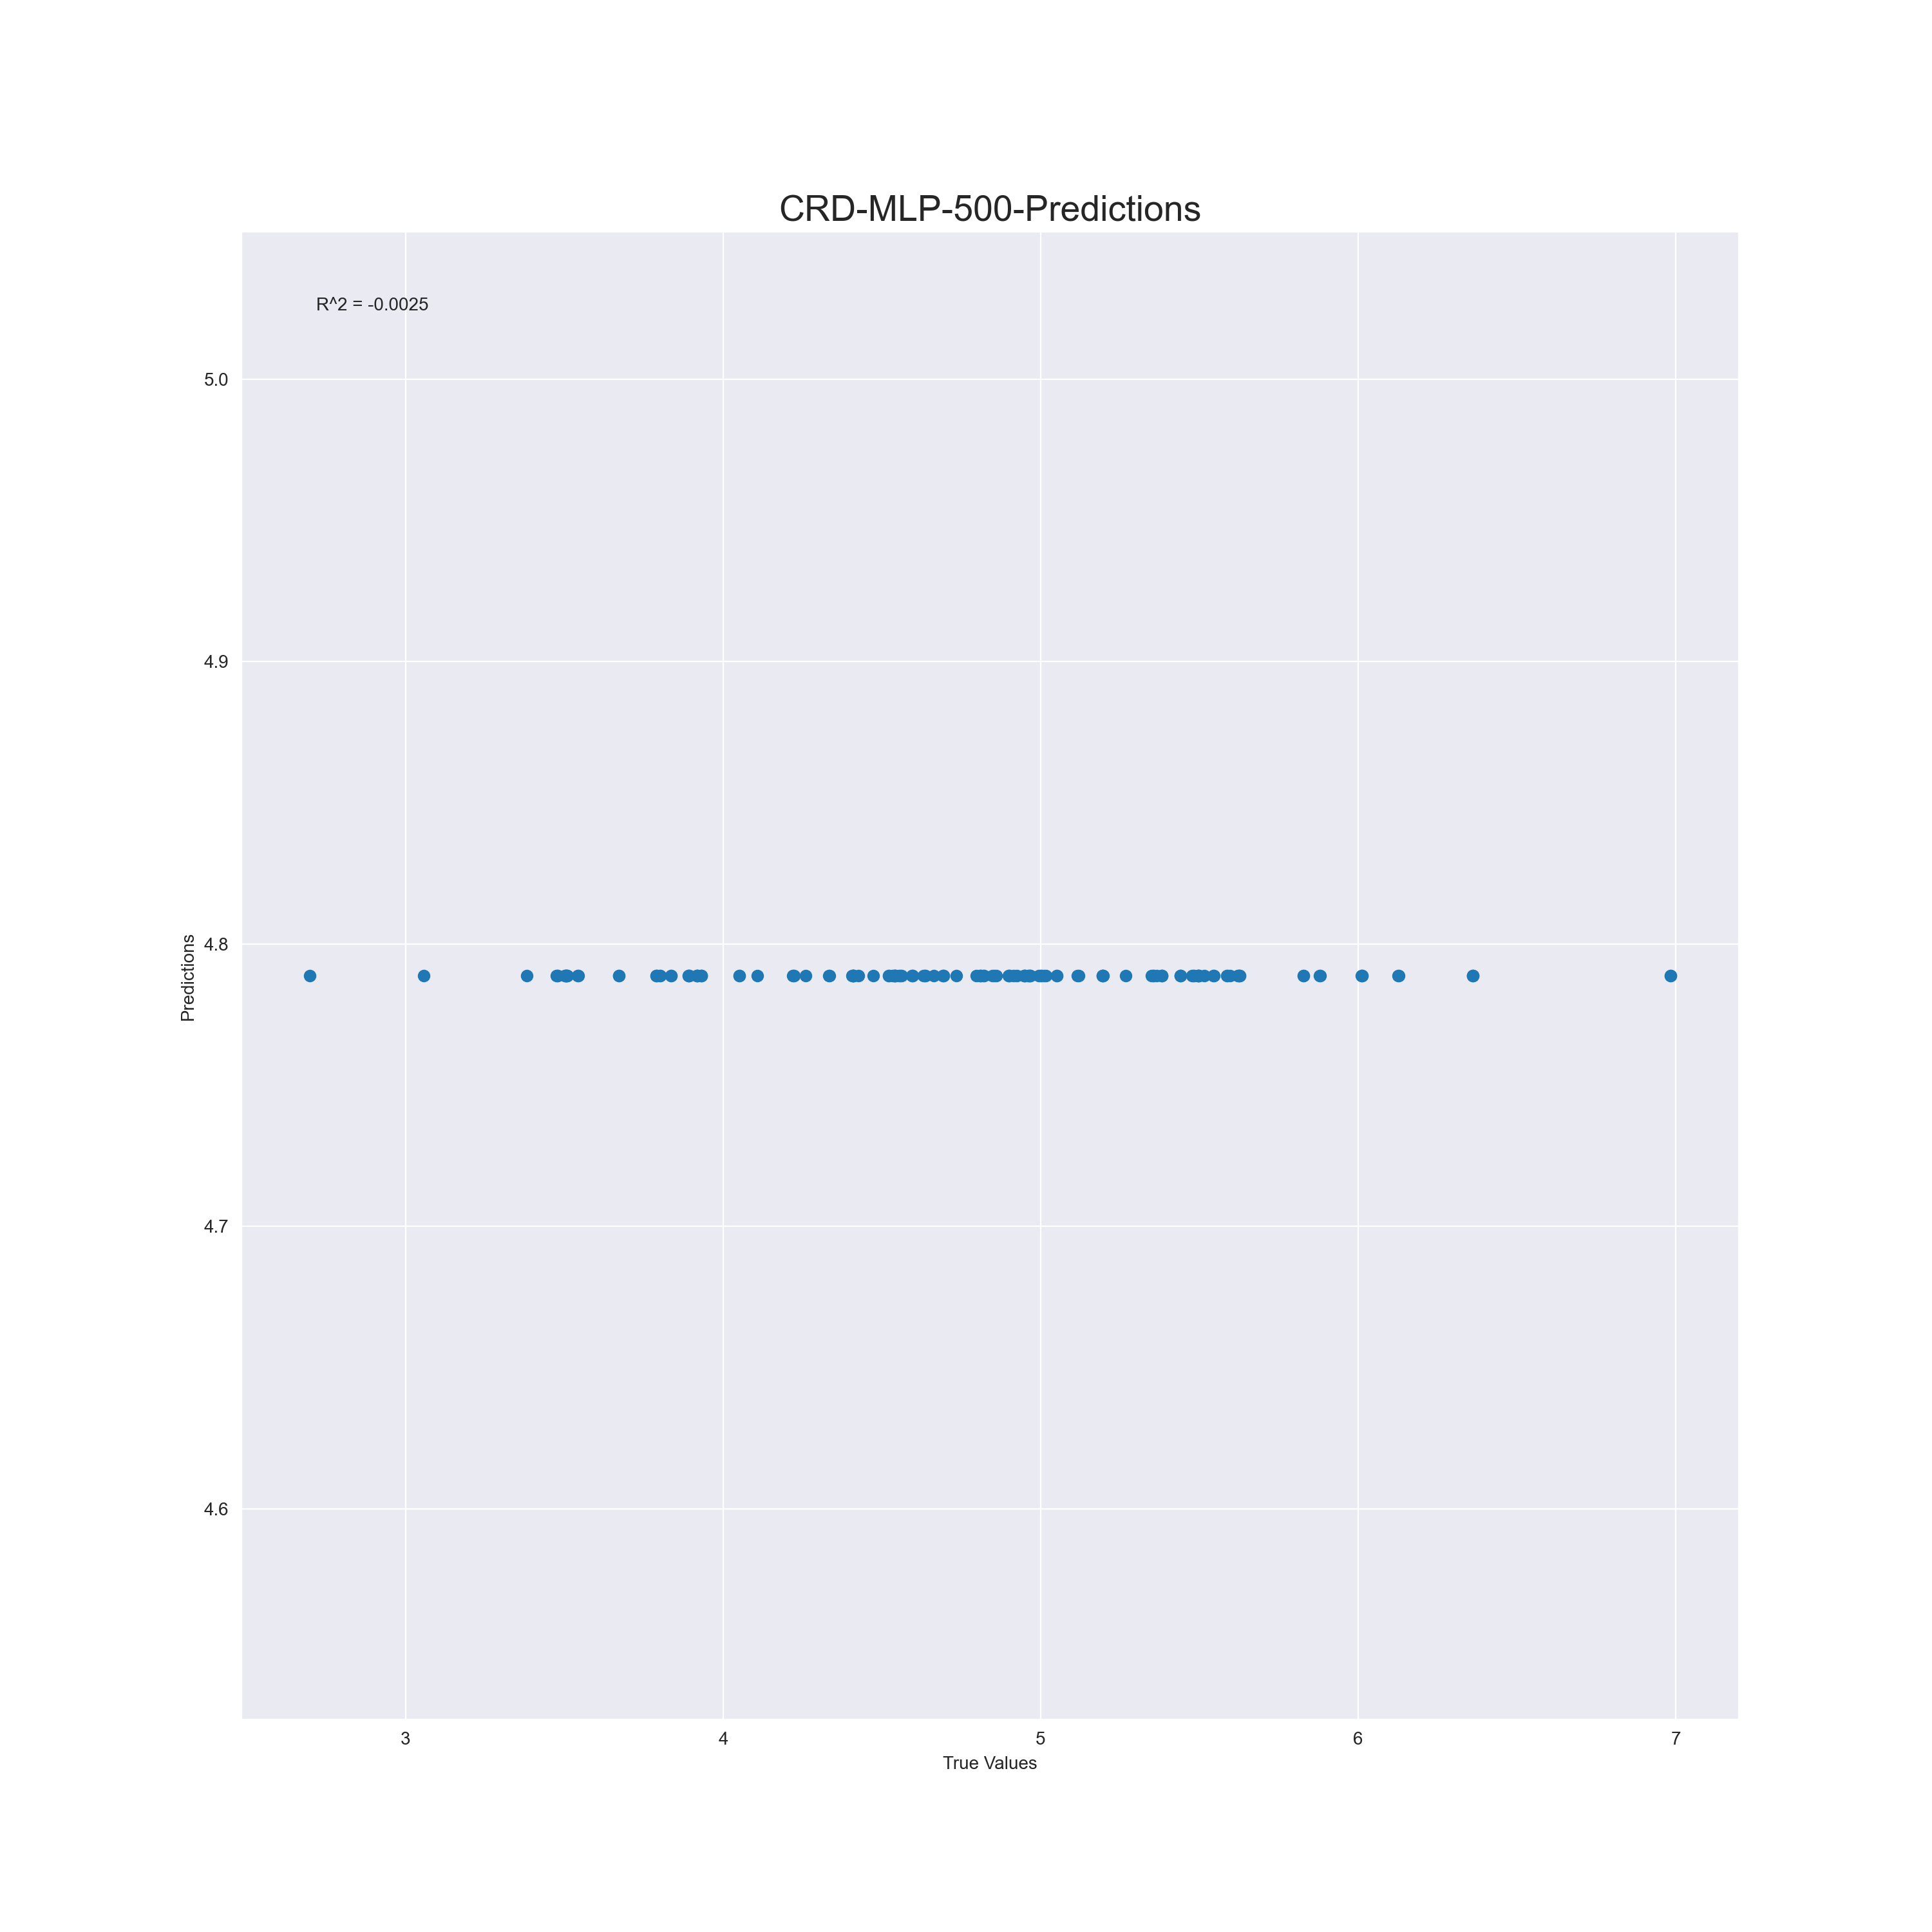 CRD-MLP-500-Predictions
R^2 = -0.0025
5.0
4.9
4.8
4.7
4.6
Predictions
3 4 5 6 7
True Values